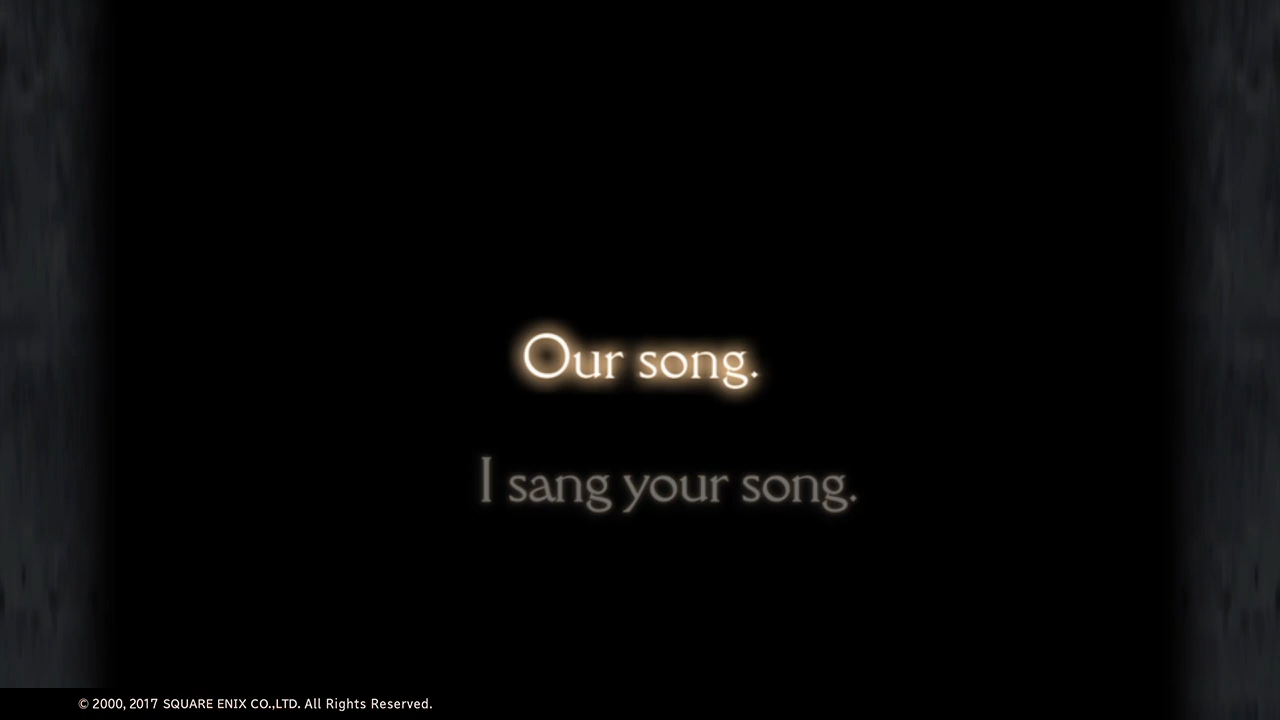 Our song.
I sang your song.
© 2000, 2017 SQUARE ENIX CO.,LTD. All Rights Reserved.